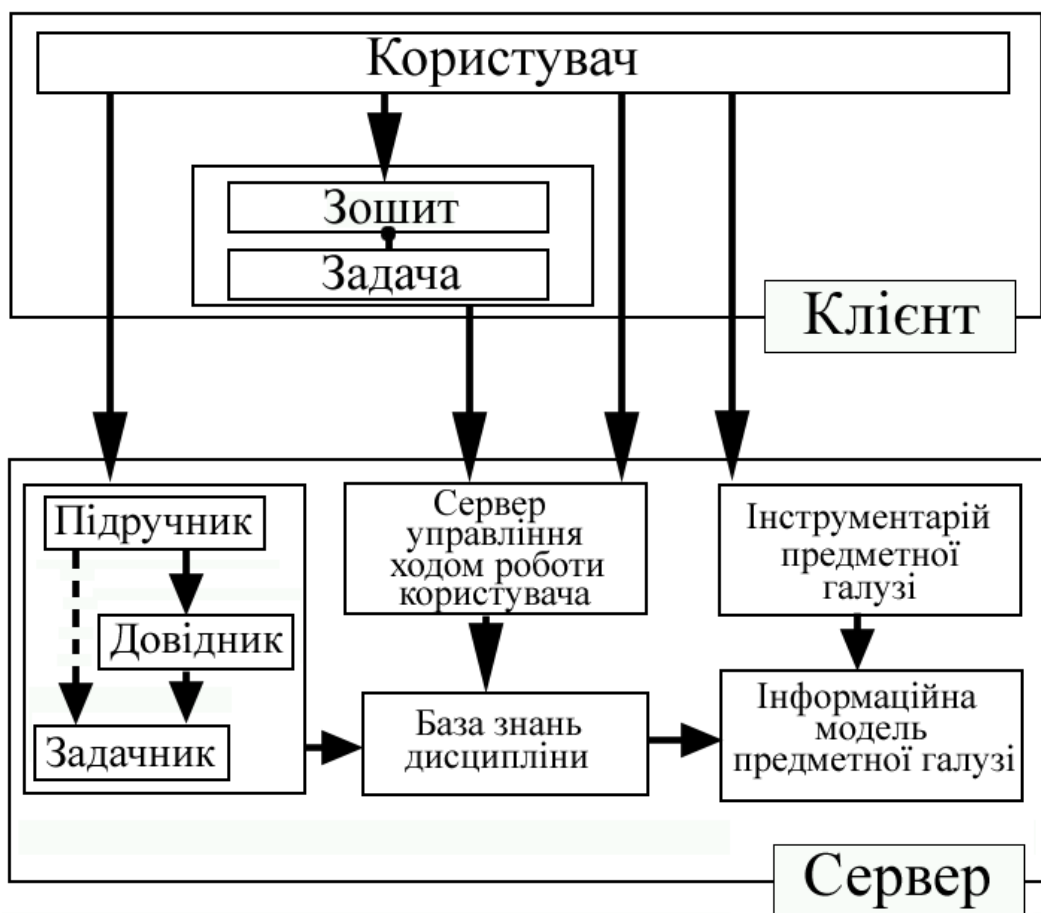 Користувач
Зошит
Задача
Клієнт
Підручник
Довідник
Задачник
Сервер
управління
ходом роботи
користувача
База знань
дисципліни
Інструментарій
предметної
галузі
Інформаційна
модель
предметної галузі
Сервер